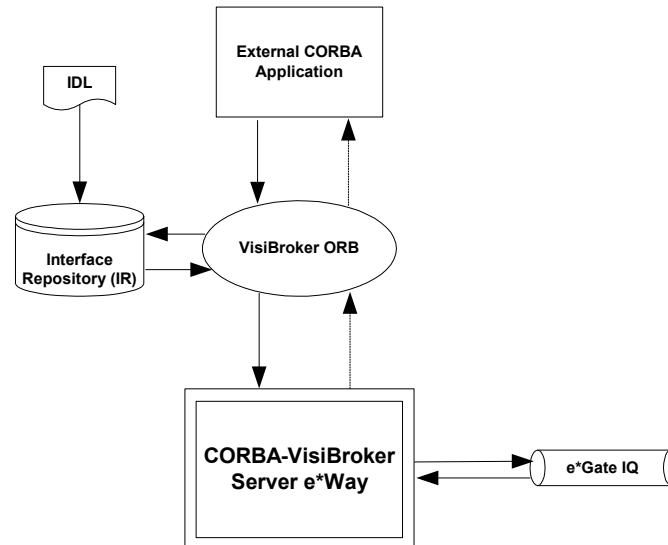 External CORBA
Application
IDL
VisiBroker ORB
Interface
Repository (IR)
CORBA-VisiBroker
Server e*Way
e*Gate IQ